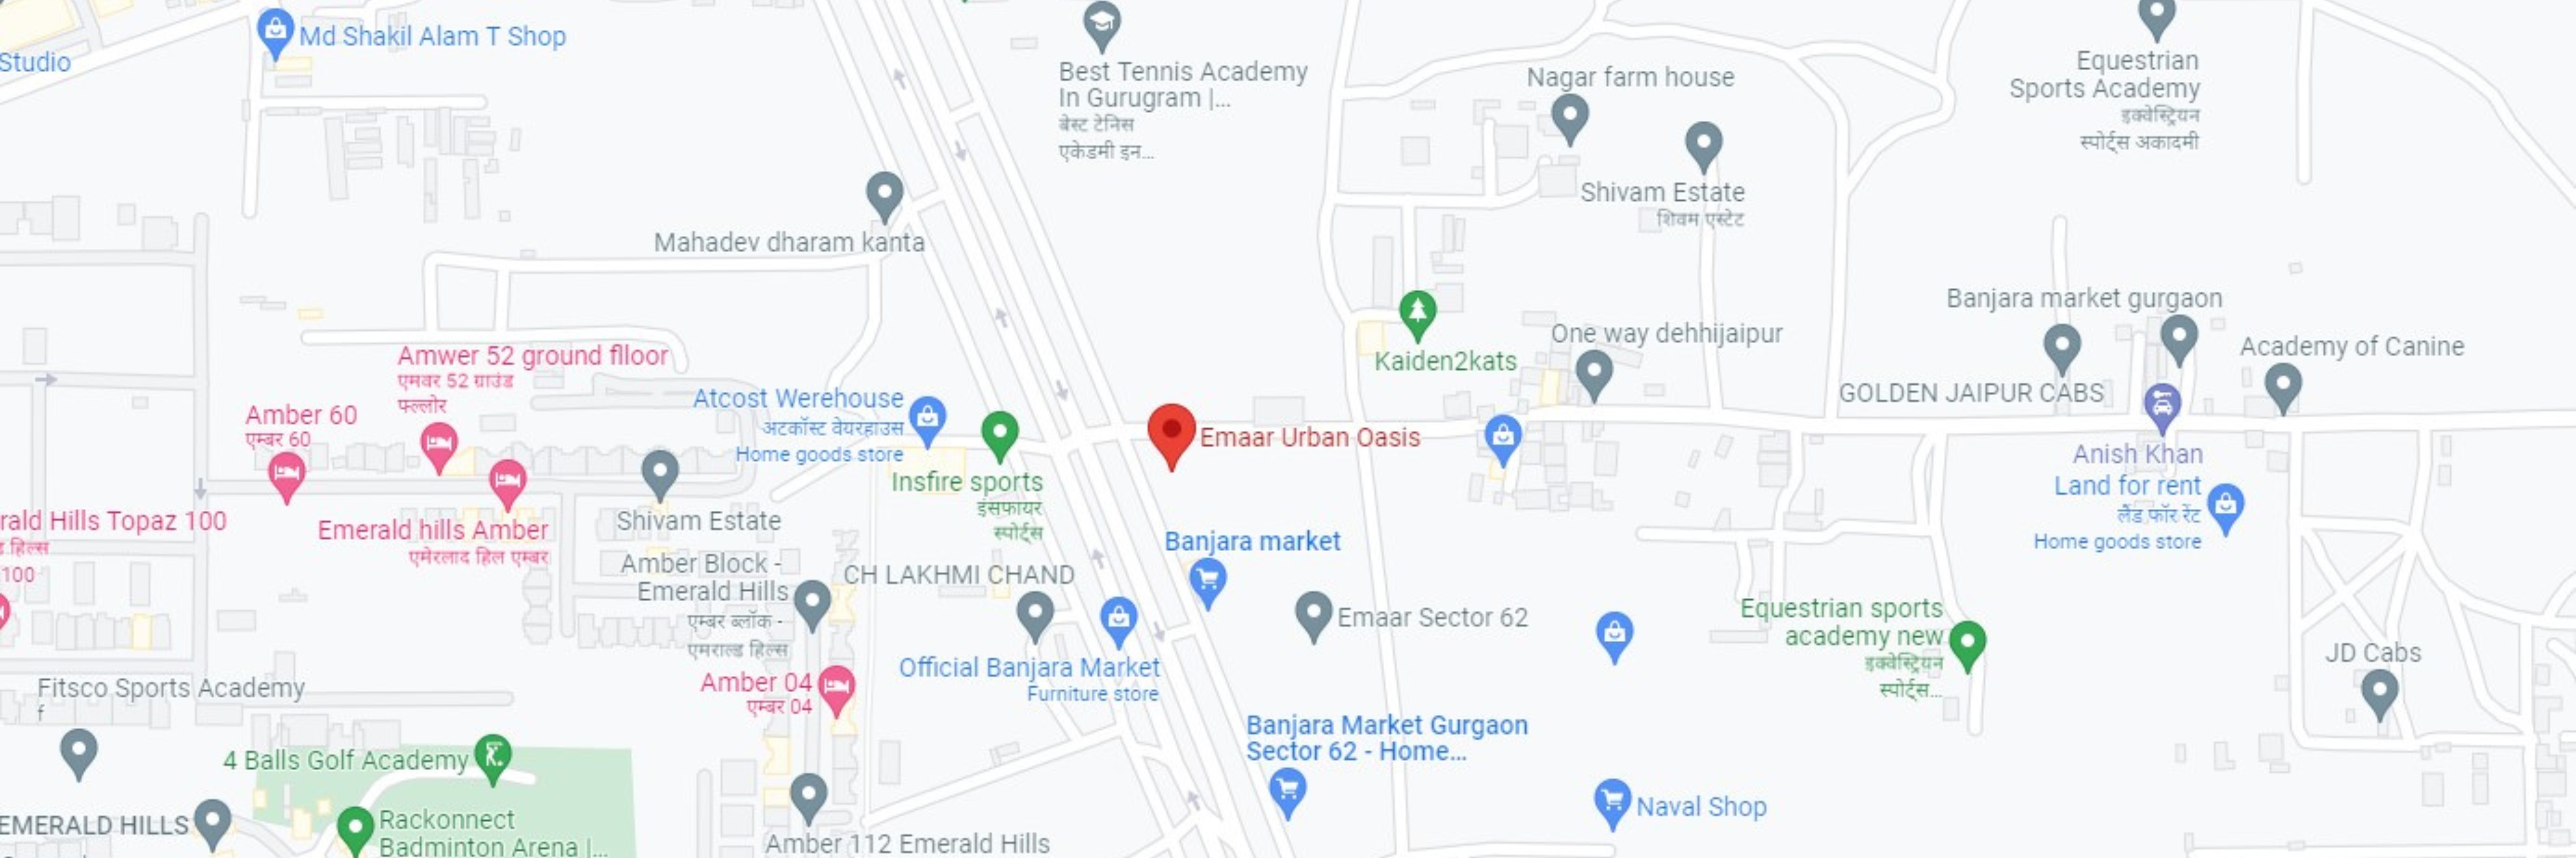 Md Shakil Alam T Shop
Studio
Best Tennis Academy
In Gurugram |...
बेस्ट टेनिस
एकेडमी इन...
Nagar farm house
Equestrian
Sports Academy
इक्वेस्ट्रियन
स्पोर्ट्स अकादमी
Shivam Estate
शिवम एस्टेट
Mahadev dharam kanta
Banjara market gurgaon
One way dehhijaipur
Academy of Canine
Kaiden2kats
GOLDEN JAIPUR CABS
Amwer 52 ground flloor
एमवर 52 ग्राउंड
फ्ल्लोर
Amber 60
एम्बर 60
Atcost Werehouse
अटकॉस्ट वेयरहाउस
Home goods store
Emaar Urban Oasis
Anish Khan
Insfire sports
इंसफायर
स्पोर्ट्स
Land for rent
लैंड फॉर रेंट
Home goods store
rald Hills Topaz 100
ड हिल्स
100
Emerald hills Amber
एमेरलाद हिल एम्बर
Shivam Estate
Banjara market
Amber Block -
Emerald Hills
एम्बर ब्लॉक -
एमराल्ड हिल्स
CH LAKHMI CHAND
Emaar Sector 62
Equestrian sports
academy new
इक्वेस्ट्रियन
स्पोर्ट्स...
JD Cabs
Official Banjara Market
Furniture store
Amber 04
एम्बर 04
Fitsco Sports Academy
f
Banjara Market Gurgaon
Sector 62 - Home...
4 Balls Golf Academy
Naval Shop
EMERALD HILLS
Rackonnect
Badminton Arena |...
Amber 112 Emerald Hills